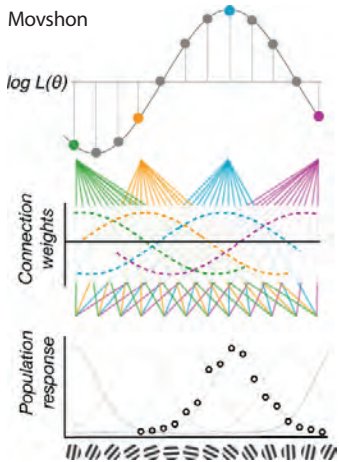 Movshon
log L(θ)
Connection
weights
Population
response